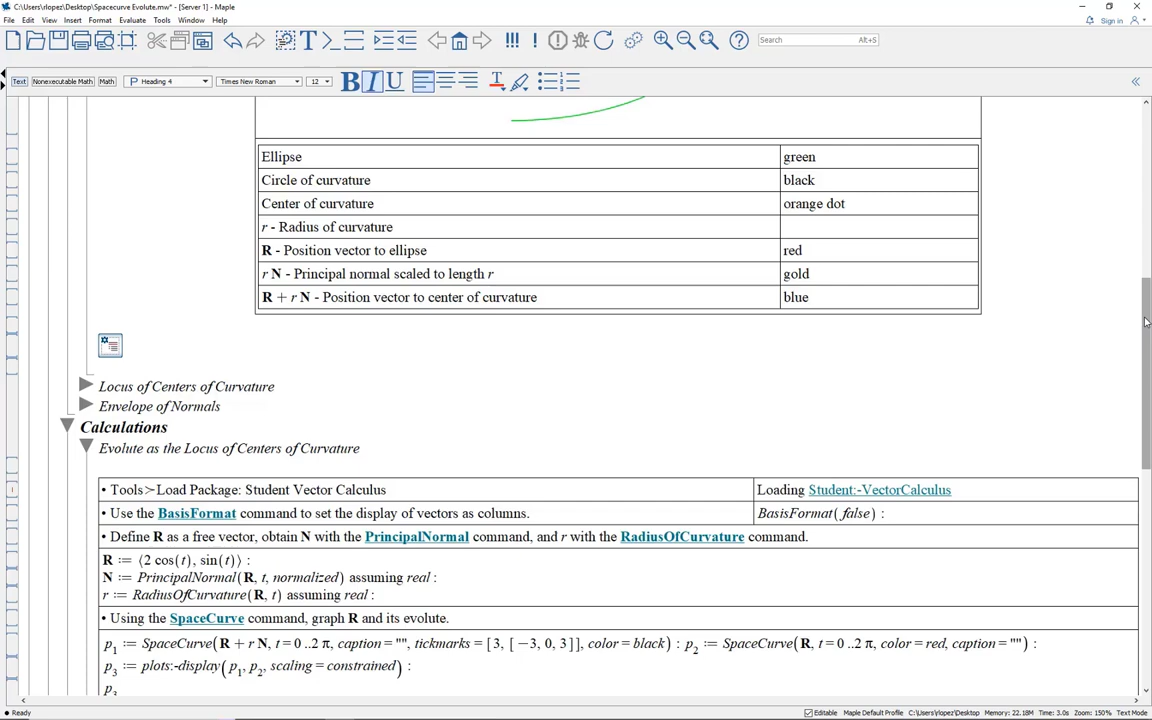 C:\Users\rlopez\Desktop\Spacecurve Evolute.mw* - [Server 1] - Maple
File Edit View Insert Format Evaluate Tools Window Help
Sign in
Search Alt+S
Text Nonexecutable Math Math P Heading 4 Times New Roman 12 B I U
Ellipse green
Circle of curvature black
Center of curvature orange dot
r - Radius of curvature
R - Position vector to ellipse red
r N - Principal normal scaled to length r gold
R + r N - Position vector to center of curvature blue
Locus of Centers of Curvature
Envelope of Normals
Calculations
Evolute as the Locus of Centers of Curvature
• Tools>Load Package: Student Vector Calculus Loading Student:-VectorCalculus
• Use the BasisFormat command to set the display of vectors as columns. BasisFormat(false) :
• Define R as a free vector, obtain N with the PrincipalNormal command, and r with the RadiusOfCurvature command.
R := ⟨2 cos(t), sin(t)⟩ :
N := PrincipalNormal(R, t, normalized) assuming real :
r := RadiusOfCurvature(R, t) assuming real :
• Using the SpaceCurve command, graph R and its evolute.
p₁ := SpaceCurve(R + r N, t = 0 ..2 π, caption = "", tickmarks = [3, [ −3, 0, 3]], color = black) : p₂ := SpaceCurve(R, t = 0 ..2 π, color = red, caption = "") :
p₃ := plots:-display(p₁, p₂, scaling = constrained) :
p₃
Ready Editable Maple Default Profile C:\Users\rlopez\Desktop Memory: 22.18M Time: 3.0s Zoom: 150% Text Mode